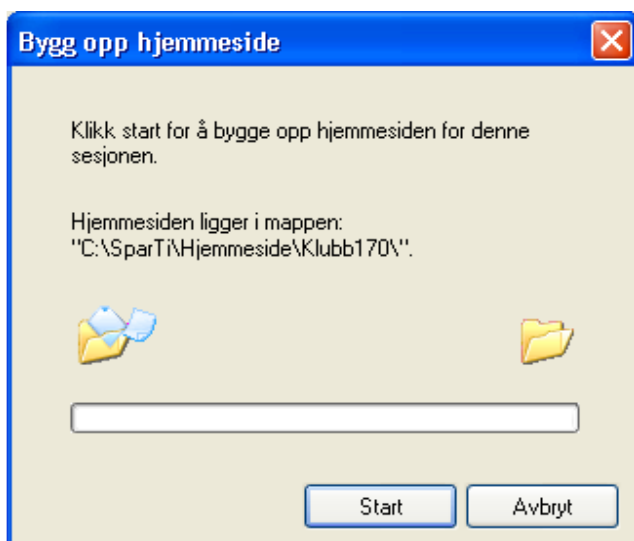 Bygg opp hjemmeside
Klikk start for å bygge opp hjemmesiden for denne
sesjonen.
Hjemmesiden ligger i mappen:
"C:\SparTi\Hjemmeside\Klubb170\".
Start
Avbryt